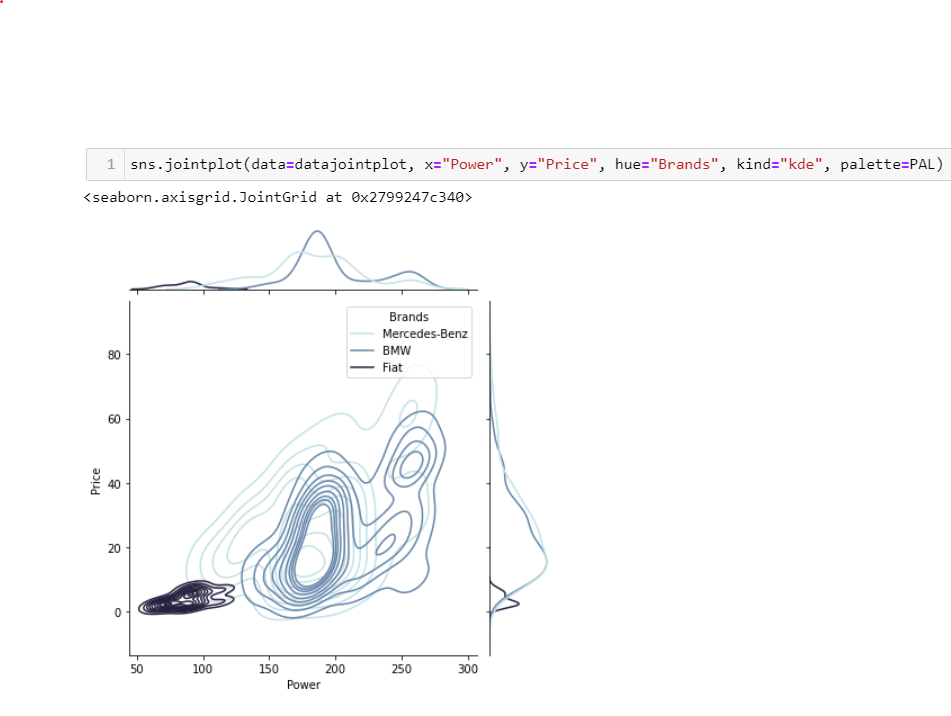 1 sns.jointplot(data=datajointplot, x="Power", y="Price", hue="Brands", kind="kde", palette=PAL)
<seaborn.axisgrid.JointGrid at 0x2799247c340>
Brands
Mercedes-Benz
BMW
Fiat
80
60
40
20
0
Price
50 100 150 200 250 300
Power